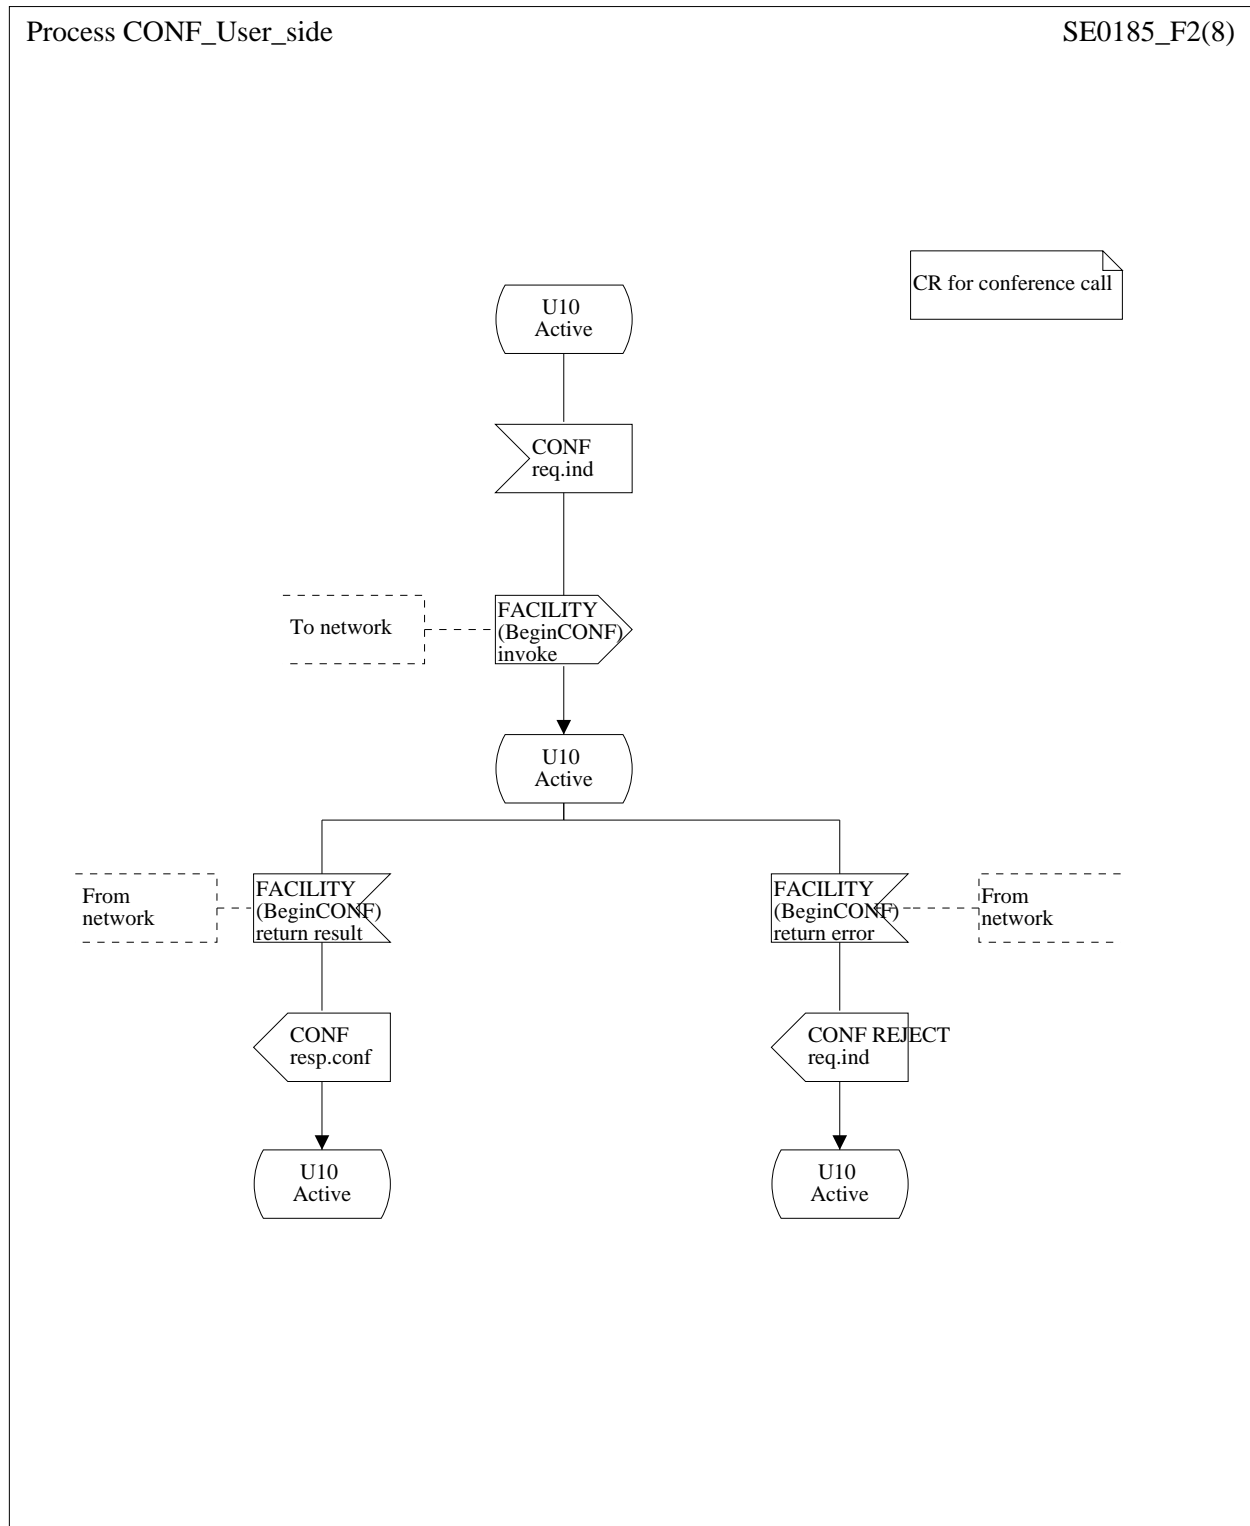 Process CONF_User_side
SE0185_F2(8)
CR for conference call
U10
Active
CONF
req.ind
To network
FACILITY
(BeginCONF)
invoke
U10
Active
From
network
FACILITY
(BeginCONF)
return result
FACILITY
(BeginCONF)
return error
From
network
CONF
resp.conf
CONF REJECT
req.ind
U10
Active
U10
Active